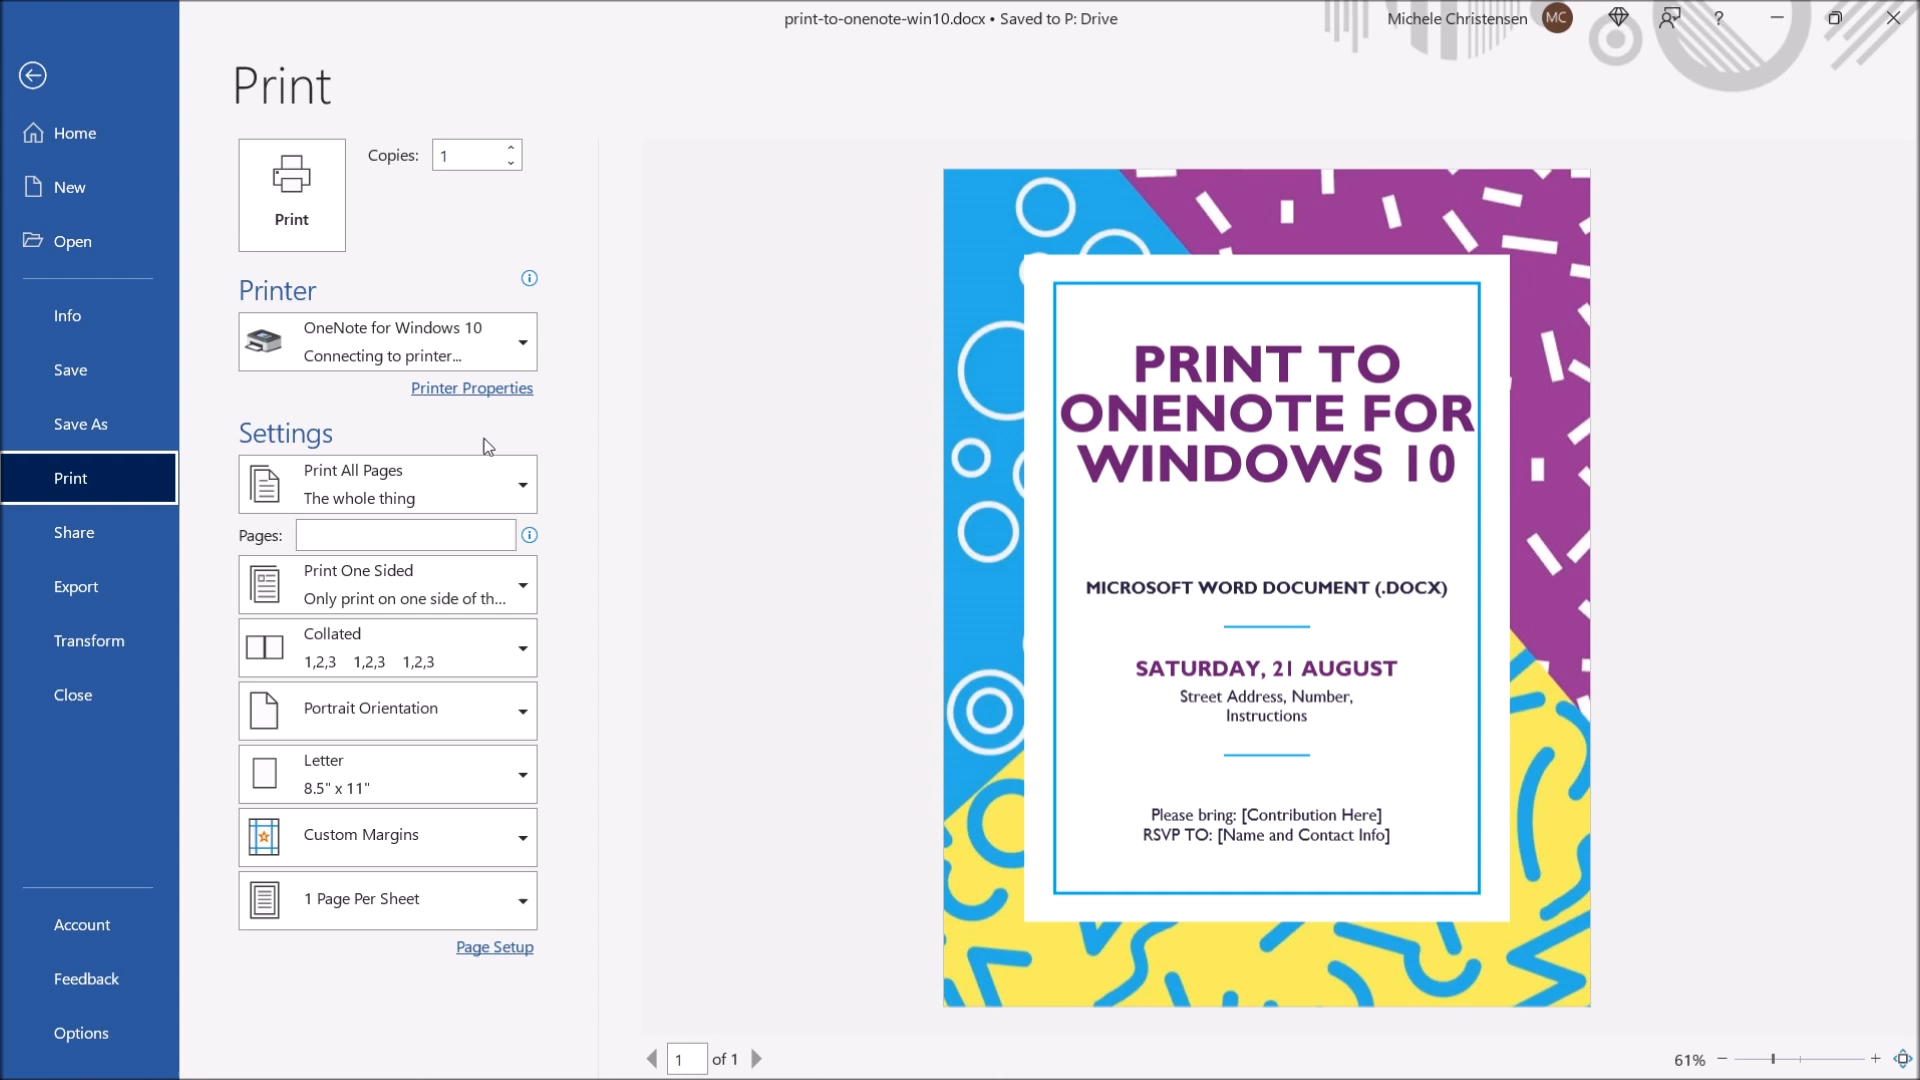 print-to-onenote-win10.docx • Saved to P: Drive
Michele Christensen
MC
?
Home
New
Open
Info
Save
Save As
Print
Share
Export
Transform
Close
Account
Feedback
Options
Print
Print
Copies:
1
Printer
OneNote for Windows 10
Connecting to printer...
Printer Properties
Settings
Print All Pages
The whole thing
Pages:
Print One Sided
Only print on one side of th...
Collated
1,2,3 1,2,3 1,2,3
Portrait Orientation
Letter
8.5" x 11"
Custom Margins
1 Page Per Sheet
Page Setup
PRINT TO
ONENOTE FOR
WINDOWS 10
MICROSOFT WORD DOCUMENT (.DOCX)
SATURDAY, 21 AUGUST
Street Address, Number,
Instructions
Please bring: [Contribution Here]
RSVP TO: [Name and Contact Info]
1 of 1
61%